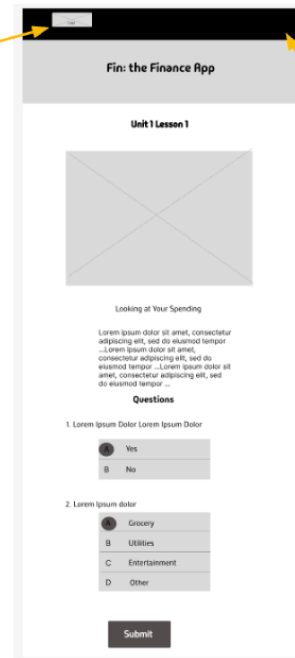 Fin: the Finance App
Unit 1 Lesson 1
Looking at Your Spending
Lorem ipsum dolor sit amet, consectetur
adipiscing elit, sed do eiusmod tempor
...Lorem ipsum dolor sit amet,
consectetur adipiscing elit, sed do
eiusmod tempor ...Lorem ipsum dolor sit
amet, consectetur adipiscing elit, sed
do eiusmod tempor ...
Questions
1. Lorem Ipsum Dolor Lorem Ipsum Dolor
A Yes
B No
2. Lorem Ipsum dolor
A Grocery
B Utilities
C Entertainment
D Other
Submit